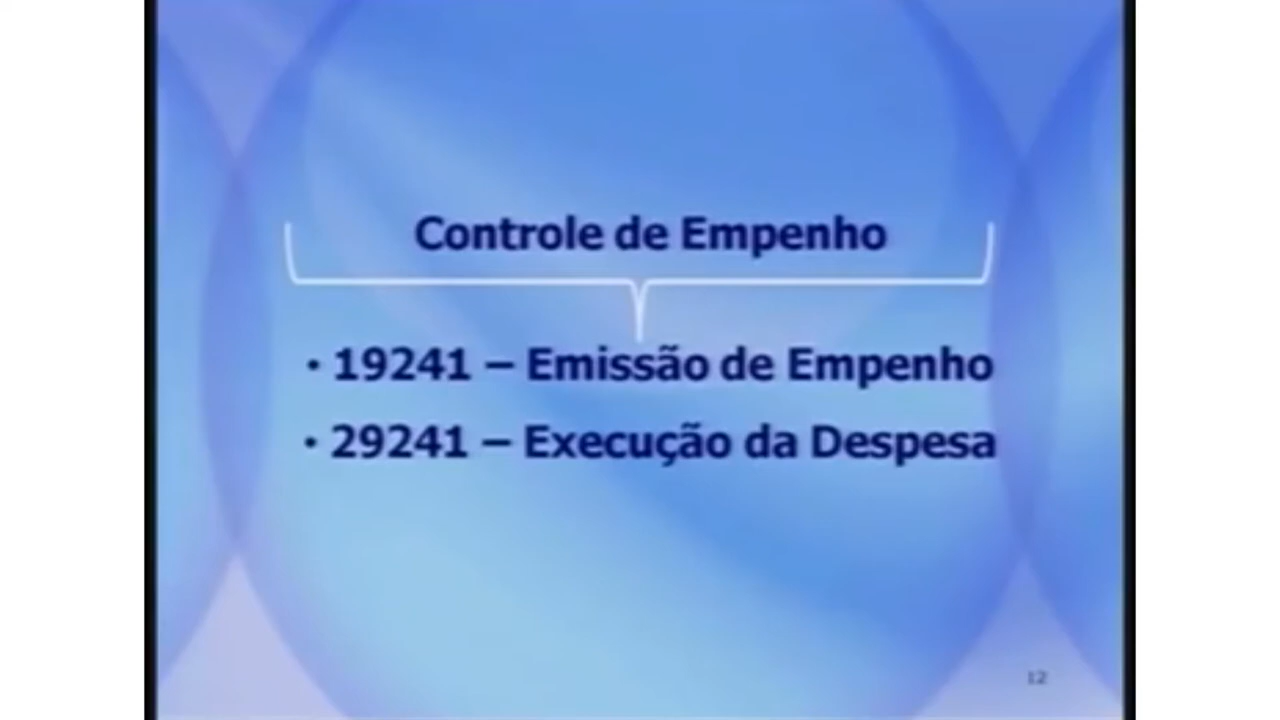 Controle de Empenho
• 19241 – Emissão de Empenho
• 29241 – Execução da Despesa
12